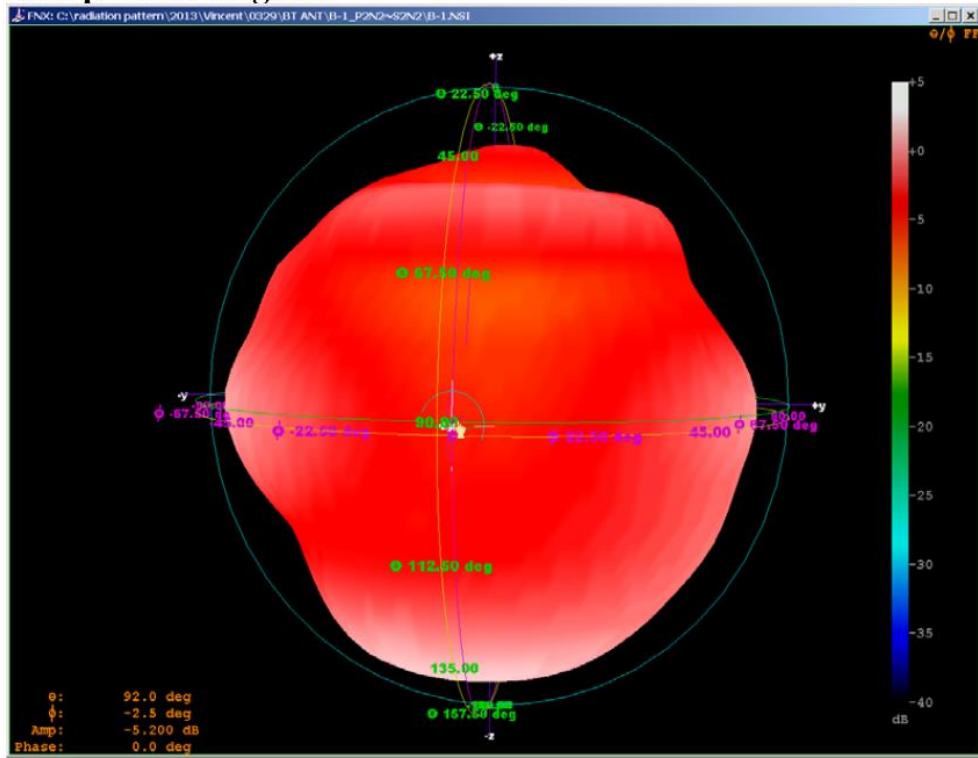 FNX: C:\radiation pattern\2013\Vincent\0329\BT ANT\B-1_P2N2~S2N2\B-1.NSI
Θ/ϕ FF
+z
Θ 22.50 deg
Θ -22.50 deg
45.00
Θ 67.50 deg
-y
+y
ϕ -67.50
45.00
ϕ -22.50 deg
90.00
ϕ 22.50 deg
45.00
ϕ 67.50 deg
Θ 112.50 deg
135.00
Θ 157.50 deg
-z
+5
+0
-5
-10
-15
-20
-25
-30
-35
-40
dB
Θ: 92.0 deg
ϕ: -2.5 deg
Amp: -5.200 dB
Phase: 0.0 deg